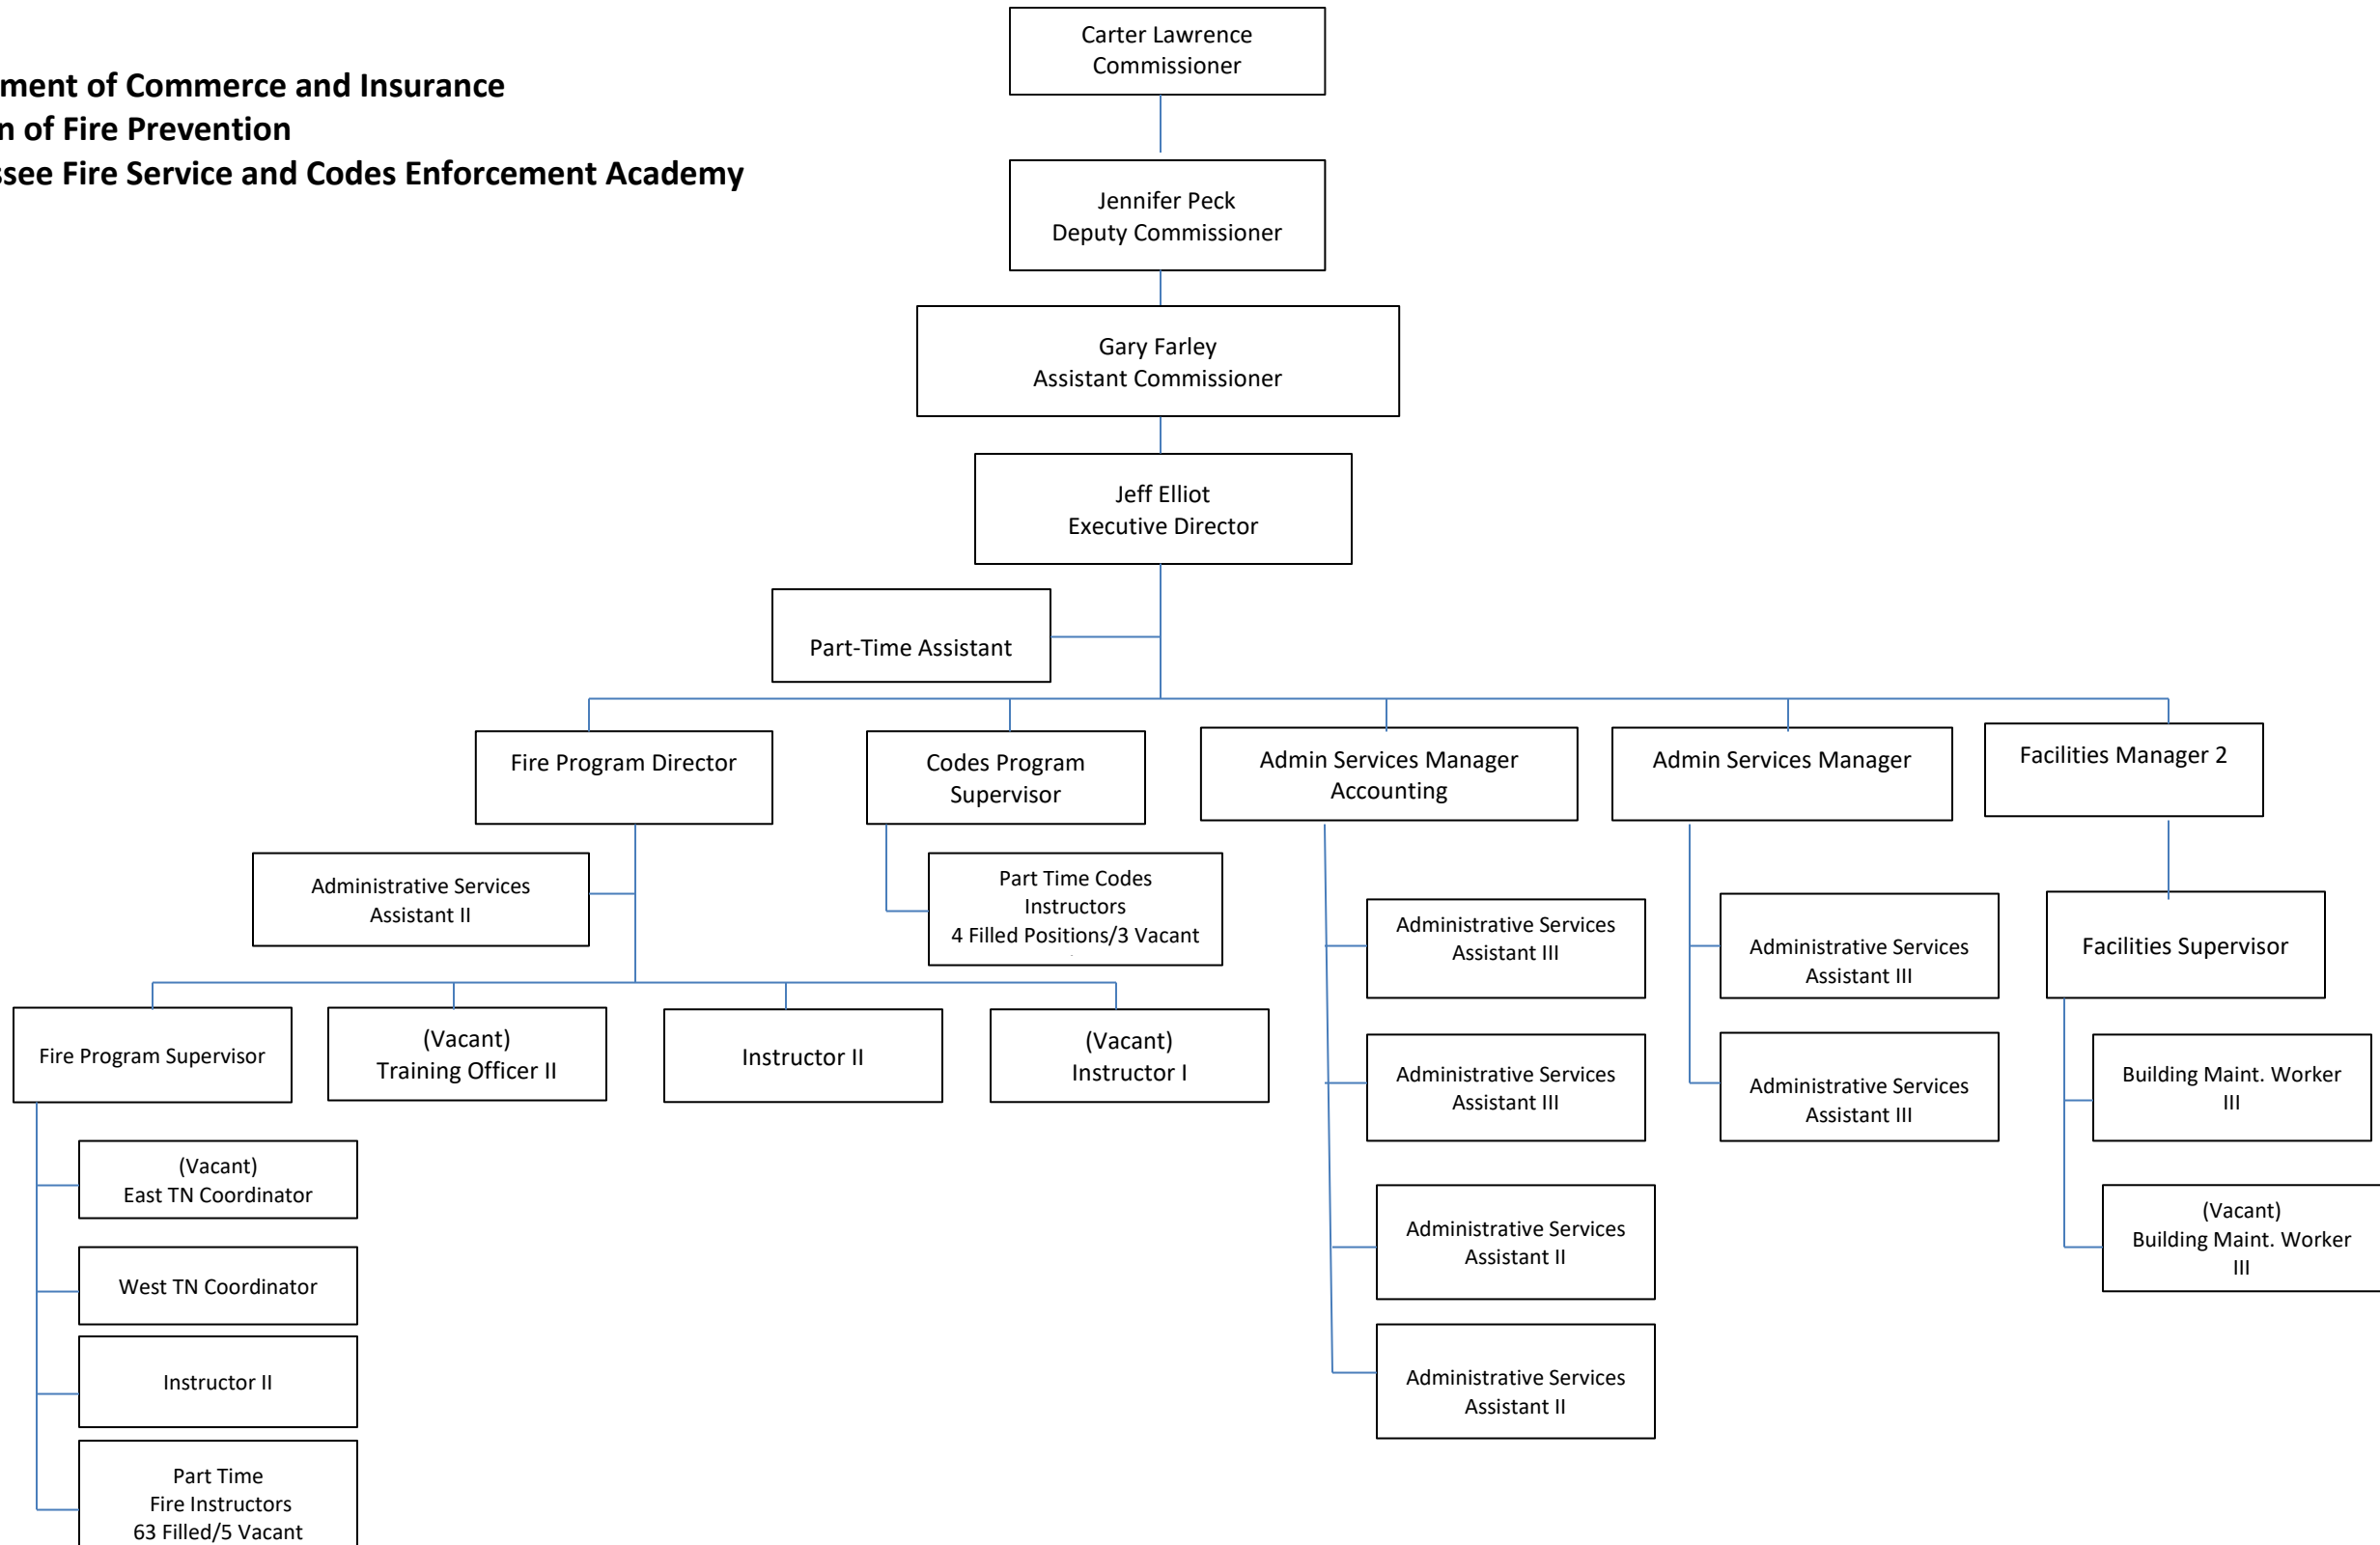 Carter Lawrence
Commissioner
ment of Commerce and Insurance
n of Fire Prevention
ssee Fire Service and Codes Enforcement Academy
Jennifer Peck
Deputy Commissioner
Gary Farley
Assistant Commissioner
Jeff Elliot
Executive Director
Part-Time Assistant
Fire Program Director
Codes Program
Supervisor
Admin Services Manager
Accounting
Admin Services Manager
Facilities Manager 2
Administrative Services
Assistant II
Part Time Codes
Instructors
4 Filled Positions/3 Vacant
Administrative Services
Assistant III
Administrative Services
Assistant III
Facilities Supervisor
Fire Program Supervisor
(Vacant)
Training Officer II
Instructor II
(Vacant)
Instructor I
Administrative Services
Assistant III
Administrative Services
Assistant III
Building Maint. Worker
III
(Vacant)
East TN Coordinator
West TN Coordinator
Instructor II
Part Time
Fire Instructors
63 Filled/5 Vacant
Administrative Services
Assistant II
Administrative Services
Assistant II
(Vacant)
Building Maint. Worker
III